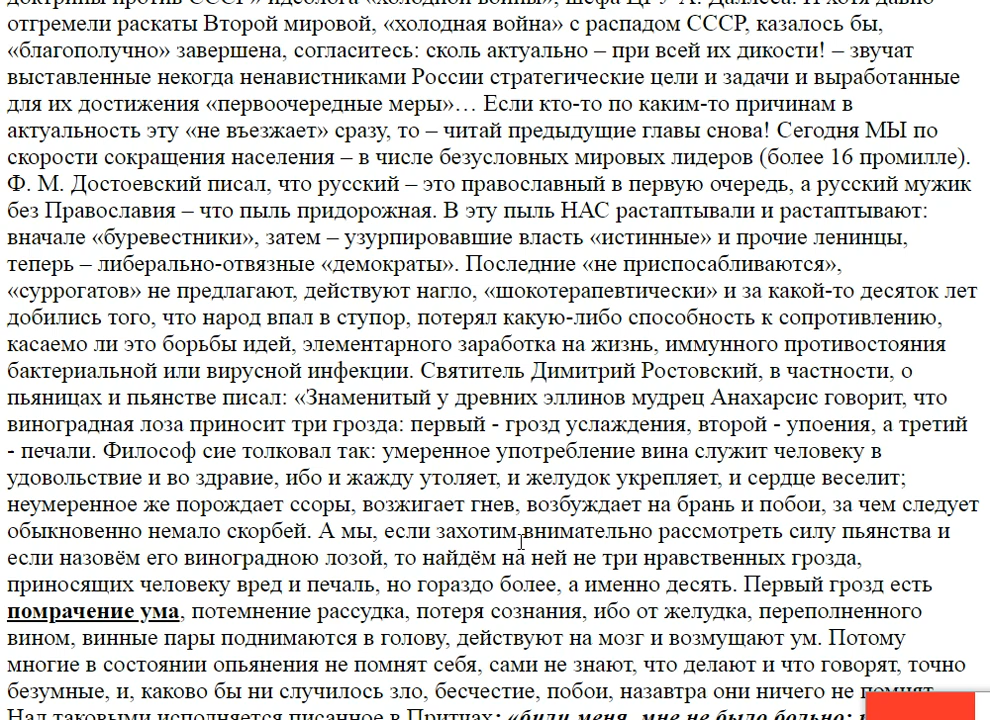 доктрины против СССР» идеолога «холодной войны», шефа ЦРУ А. Даллеса. И хотя давно
отгремели раскаты Второй мировой, «холодная война» с распадом СССР, казалось бы,
«благополучно» завершена, согласитесь: сколь актуально – при всей их дикости! – звучат
выставленные некогда ненавистниками России стратегические цели и задачи и выработанные
для их достижения «первоочередные меры»… Если кто-то по каким-то причинам в
актуальность эту «не въезжает» сразу, то – читай предыдущие главы снова! Сегодня МЫ по
скорости сокращения населения – в числе безусловных мировых лидеров (более 16 промилле).
Ф. М. Достоевский писал, что русский – это православный в первую очередь, а русский мужик
без Православия – что пыль придорожная. В эту пыль НАС растаптывали и растаптывают:
вначале «буревестники», затем – узурпировавшие власть «истинные» и прочие ленинцы,
теперь – либерально-отвязные «демократы». Последние «не приспосабливаются»,
«суррогатов» не предлагают, действуют нагло, «шокотерапевтически» и за какой-то десяток лет
добились того, что народ впал в ступор, потерял какую-либо способность к сопротивлению,
касаемо ли это борьбы идей, элементарного заработка на жизнь, иммунного противостояния
бактериальной или вирусной инфекции. Святитель Димитрий Ростовский, в частности, о
пьяницах и пьянстве писал: «Знаменитый у древних эллинов мудрец Анахарсис говорит, что
виноградная лоза приносит три грозда: первый - грозд услаждения, второй - упоения, а третий
- печали. Философ сие толковал так: умеренное употребление вина служит человеку в
удовольствие и во здравие, ибо и жажду утоляет, и желудок укрепляет, и сердце веселит;
неумеренное же порождает ссоры, возжигает гнев, возбуждает на брань и побои, за чем следует
обыкновенно немало скорбей. А мы, если захотим внимательно рассмотреть силу пьянства и
если назовём его виноградною лозой, то найдём на ней не три нравственных грозда,
приносящих человеку вред и печаль, но гораздо более, а именно десять. Первый грозд есть
помрачение ума, потемнение рассудка, потеря сознания, ибо от желудка, переполненного
вином, винные пары поднимаются в голову, действуют на мозг и возмущают ум. Потому
многие в состоянии опьянения не помнят себя, сами не знают, что делают и что говорят, точно
безумные, и, каково бы ни случилось зло, бесчестие, побои, назавтра они ничего не помнят.
Над таковыми исполняется писанное в Притчах: «били меня, мне не было больно;